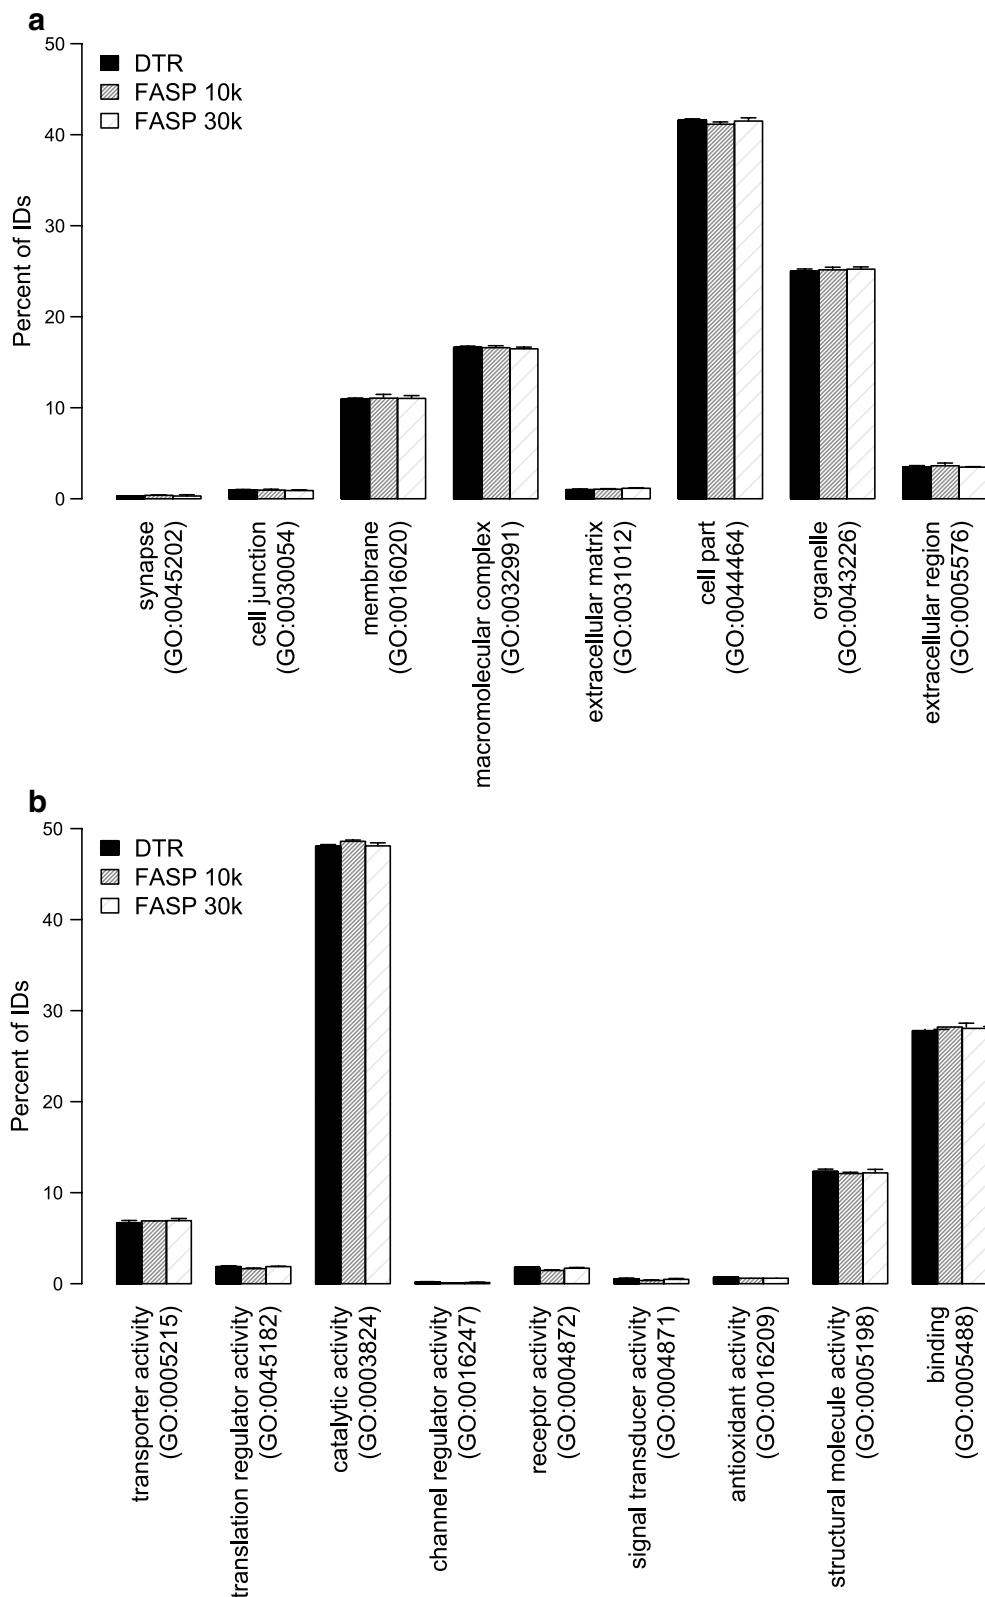 a
50
40
30
20
10
0
Percent of IDs
DTR
FASP 10k
FASP 30k
synapse
(GO:0045202)
cell junction
(GO:0030054)
membrane
(GO:0016020)
macromolecular complex
(GO:0032991)
extracellular matrix
(GO:0031012)
cell part
(GO:0044464)
organelle
(GO:0043226)
extracellular region
(GO:0005576)
b
50
40
30
20
10
0
Percent of IDs
DTR
FASP 10k
FASP 30k
transporter activity
(GO:0005215)
translation regulator activity
(GO:0045182)
catalytic activity
(GO:0003824)
channel regulator activity
(GO:0016247)
receptor activity
(GO:0004872)
signal transducer activity
(GO:0004871)
antioxidant activity
(GO:0016209)
structural molecule activity
(GO:0005198)
binding
(GO:0005488)